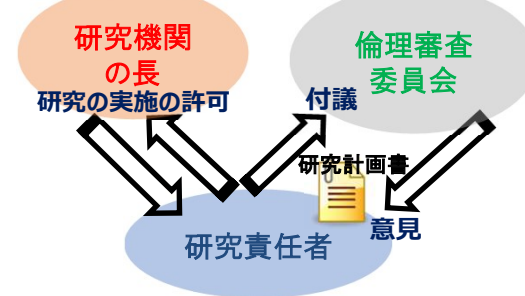 研究機関
の長
倫理審査
委員会
研究の実施の許可
付議
研究計画書
意見
研究責任者